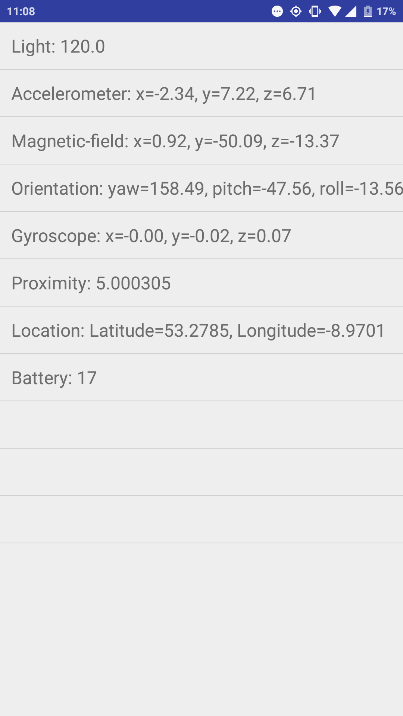 11:08
17%
Light: 120.0
Accelerometer: x=-2.34, y=7.22, z=6.71
Magnetic-field: x=0.92, y=-50.09, z=-13.37
Orientation: yaw=158.49, pitch=-47.56, roll=-13.56
Gyroscope: x=-0.00, y=-0.02, z=0.07
Proximity: 5.000305
Location: Latitude=53.2785, Longitude=-8.9701
Battery: 17